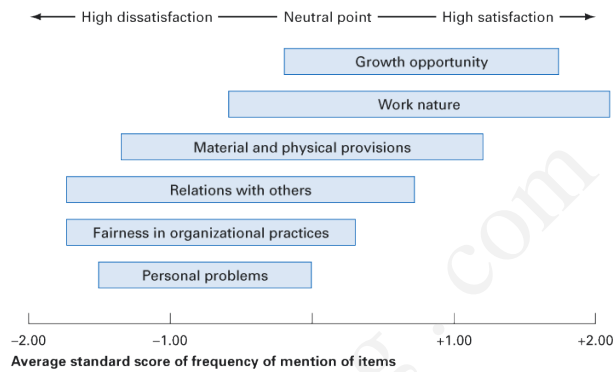 High dissatisfaction Neutral point High satisfaction
Growth opportunity
Work nature
Material and physical provisions
Relations with others
Fairness in organizational practices
Personal problems
−2.00 −1.00 +1.00 +2.00
Average standard score of frequency of mention of items
g.com